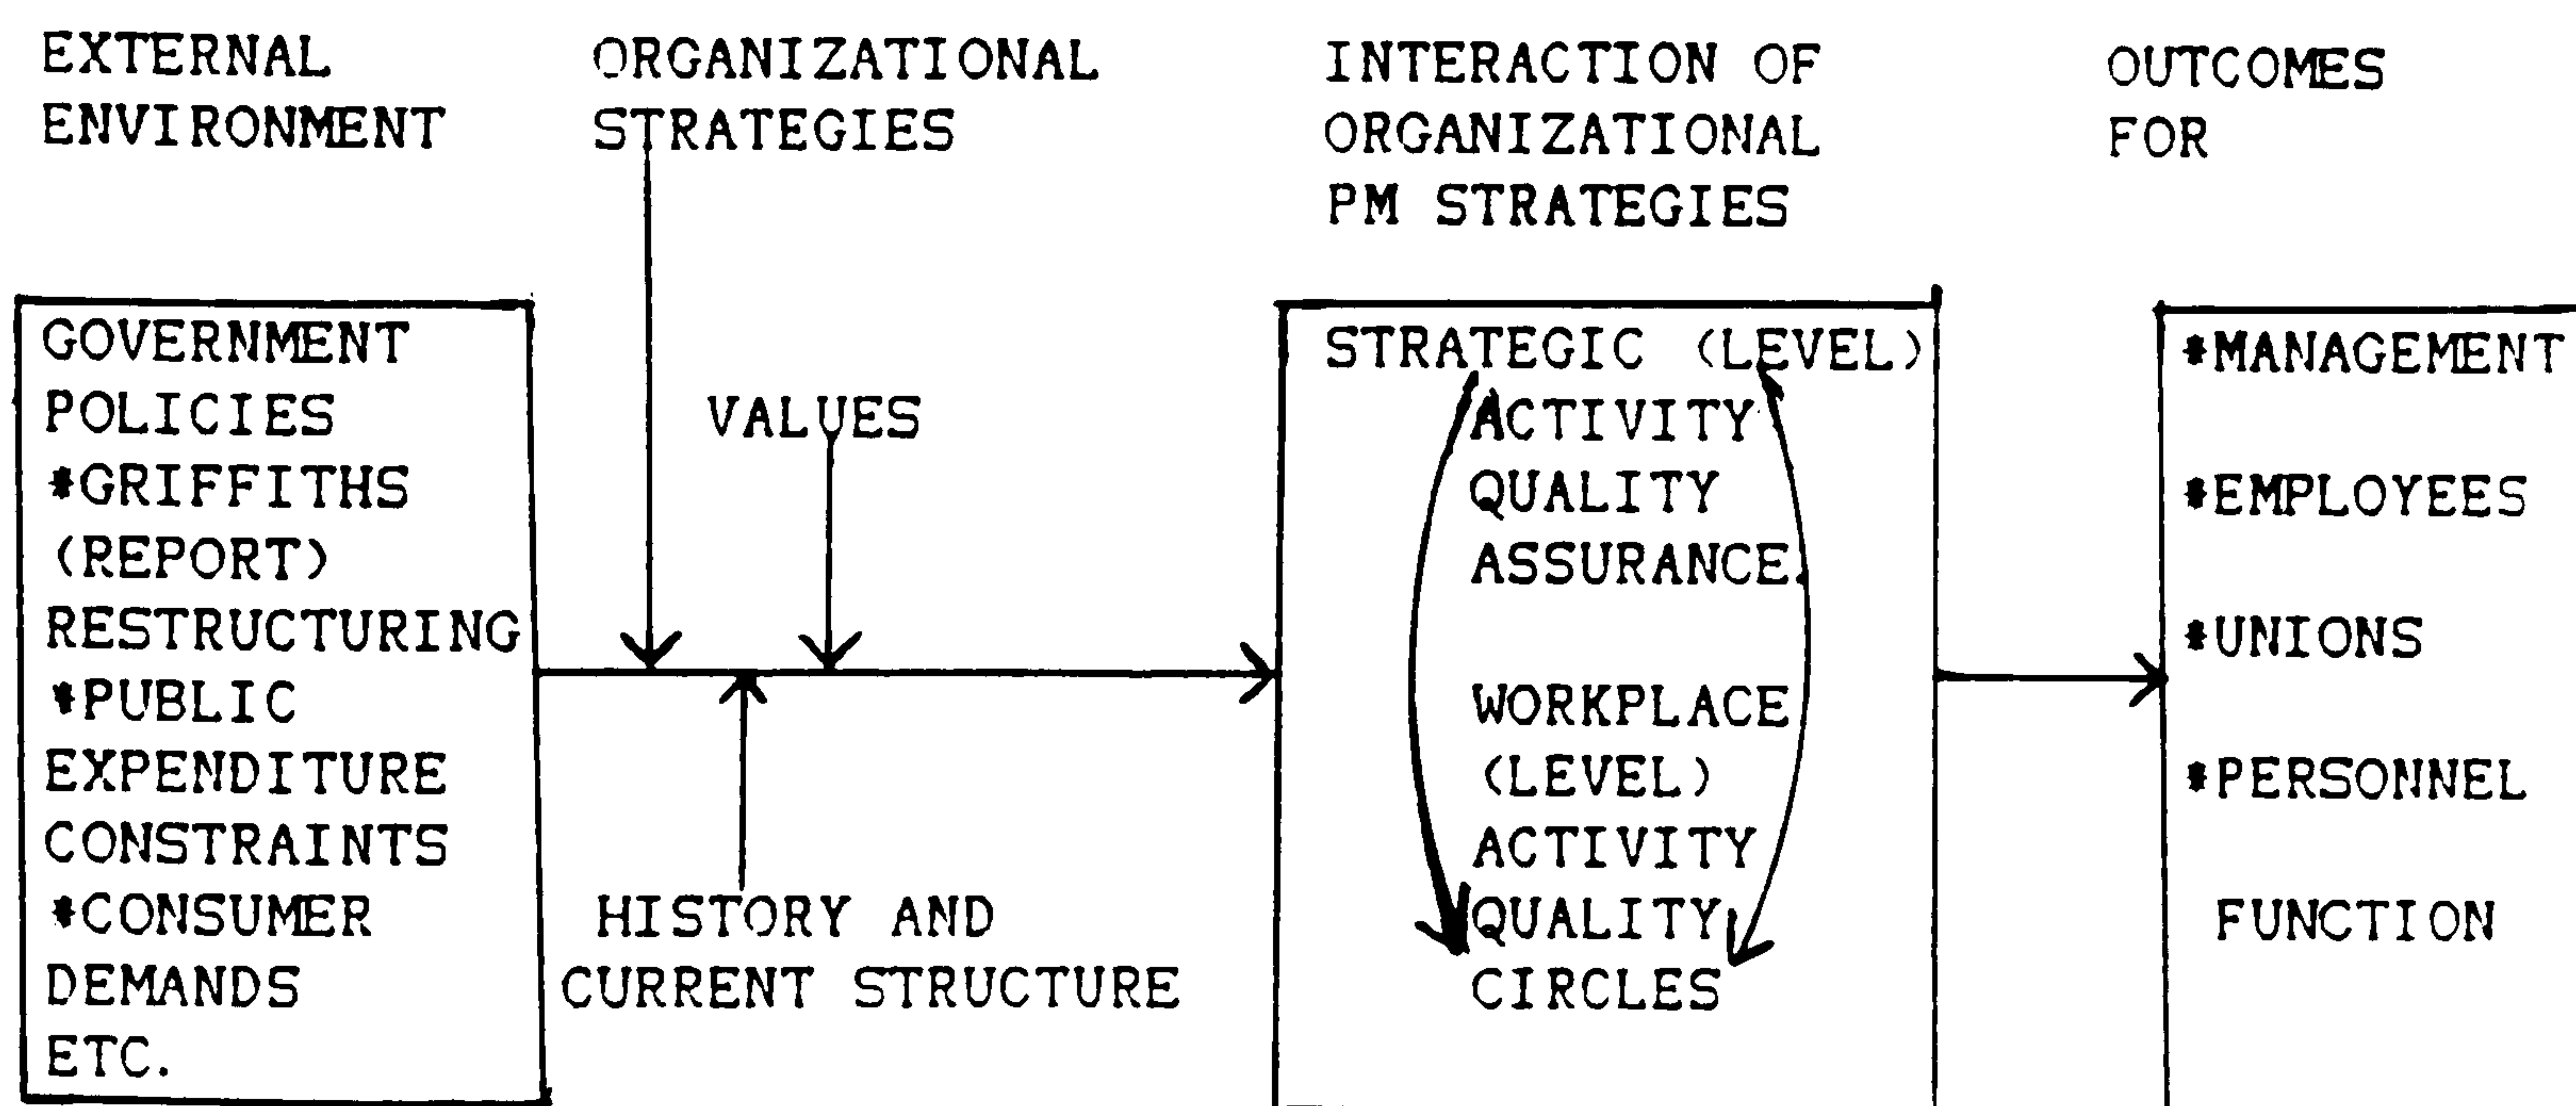 EXTERNAL
ENVIRONMENT
ORGANIZATIONAL
STRATEGIES
INTERACTION OF
ORGANIZATIONAL
PM STRATEGIES
OUTCOMES
FOR
GOVERNMENT
POLICIES
*GRIFFITHS
(REPORT)
RESTRUCTURING
*PUBLIC
EXPENDITURE
CONSTRAINTS
*CONSUMER
DEMANDS
ETC.
VALUES
HISTORY AND
CURRENT STRUCTURE
STRATEGIC (LEVEL)
ACTIVITY
QUALITY
ASSURANCE
WORKPLACE
(LEVEL)
ACTIVITY
QUALITY
CIRCLES
*MANAGEMENT
*EMPLOYEES
*UNIONS
*PERSONNEL
FUNCTION